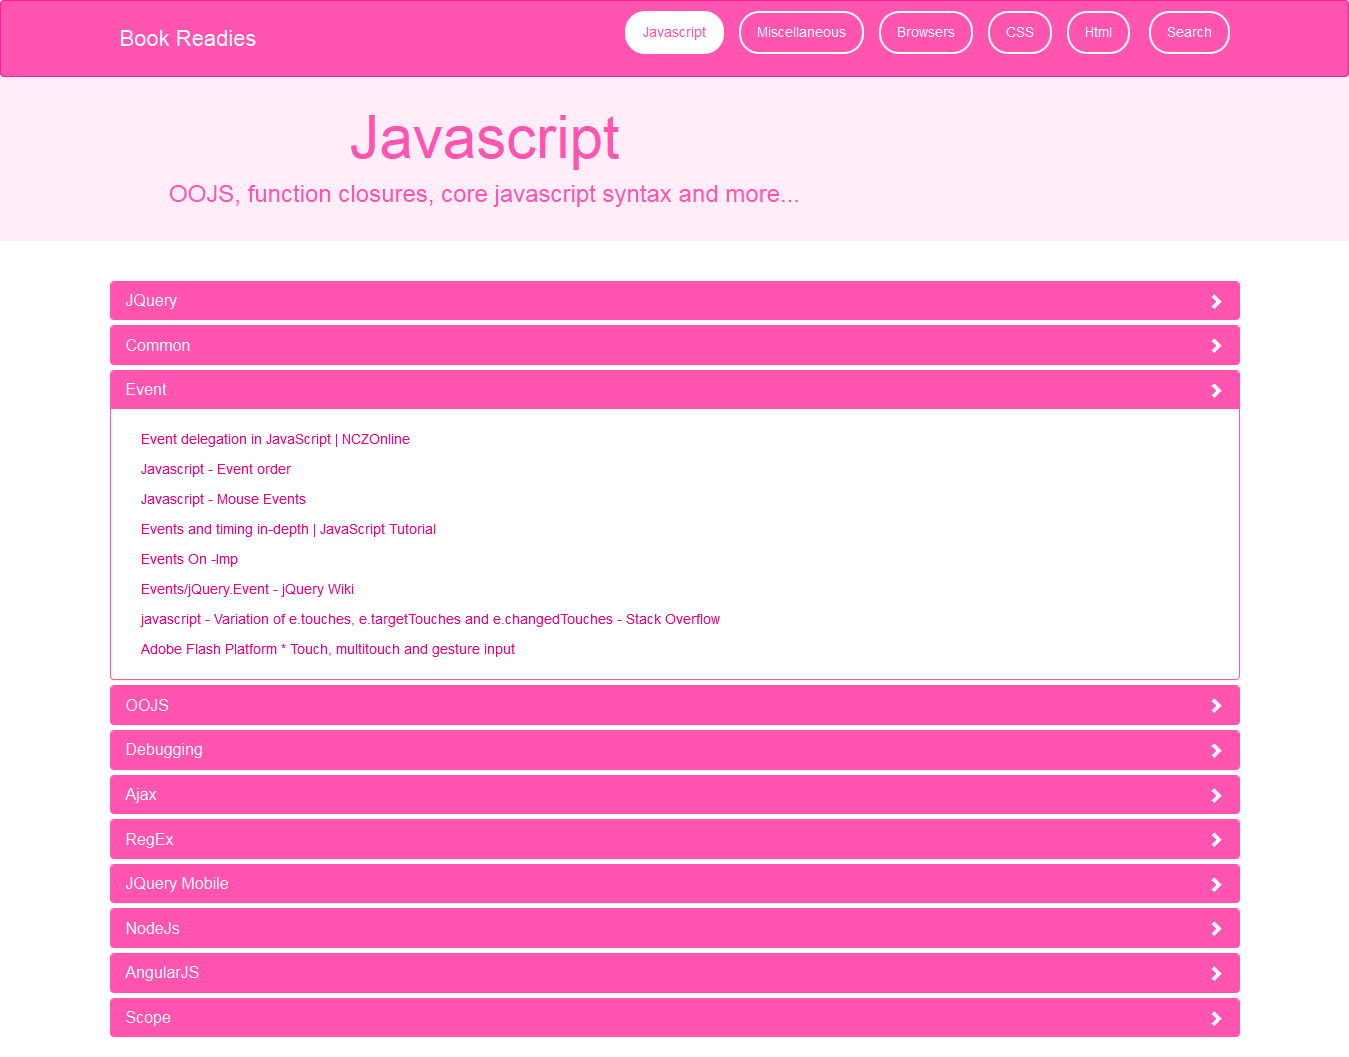 Book Readies
Javascript
Miscellaneous
Browsers
CSS
Html
Search
Javascript
OOJS, function closures, core javascript syntax and more...
JQuery
Common
Event
Event delegation in JavaScript | NCZOnline
Javascript - Event order
Javascript - Mouse Events
Events and timing in-depth | JavaScript Tutorial
Events On -Imp
Events/jQuery.Event - jQuery Wiki
javascript - Variation of e.touches, e.targetTouches and e.changedTouches - Stack Overflow
Adobe Flash Platform * Touch, multitouch and gesture input
OOJS
Debugging
Ajax
RegEx
JQuery Mobile
NodeJs
AngularJS
Scope